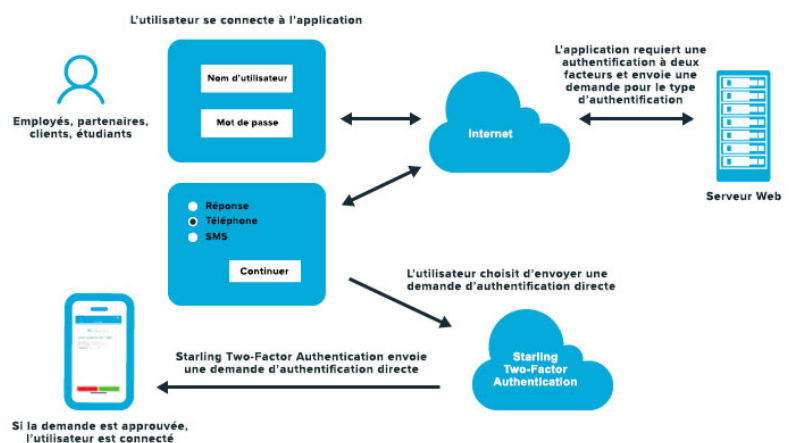 L'utilisateur se connecte à l'application
Nom d'utilisateur
Mot de passe
Employés, partenaires,
clients, étudiants
Internet
L'application requiert une
authentification à deux
facteurs et envoie une
demande pour le type
d'authentification
Serveur Web
Réponse
Téléphone
SMS
Continuer
L'utilisateur choisit d'envoyer une
demande d'authentification directe
Starling Two-Factor Authentication envoie
une demande d'authentification directe
Starling
Two-Factor
Authentication
Si la demande est approuvée,
l'utilisateur est connecté